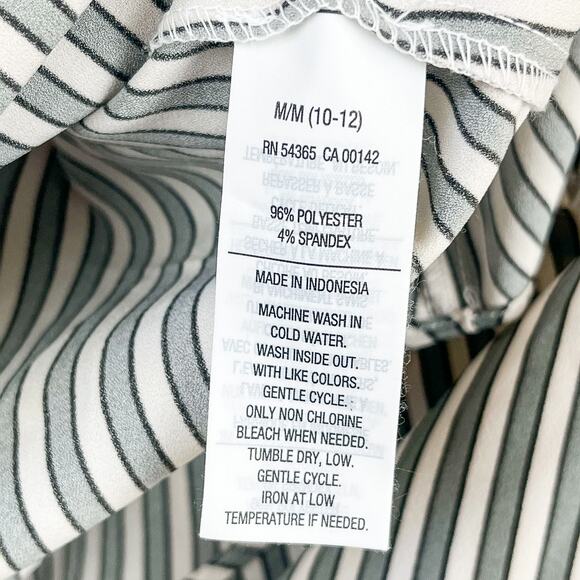 M/M (10-12)
RN 54365 CA 00142
96% POLYESTER
4% SPANDEX
MADE IN INDONESIA
MACHINE WASH IN
COLD WATER.
WASH INSIDE OUT.
WITH LIKE COLORS.
GENTLE CYCLE.
ONLY NON CHLORINE
BLEACH WHEN NEEDED.
TUMBLE DRY, LOW.
GENTLE CYCLE.
IRON AT LOW
TEMPERATURE IF NEEDED.